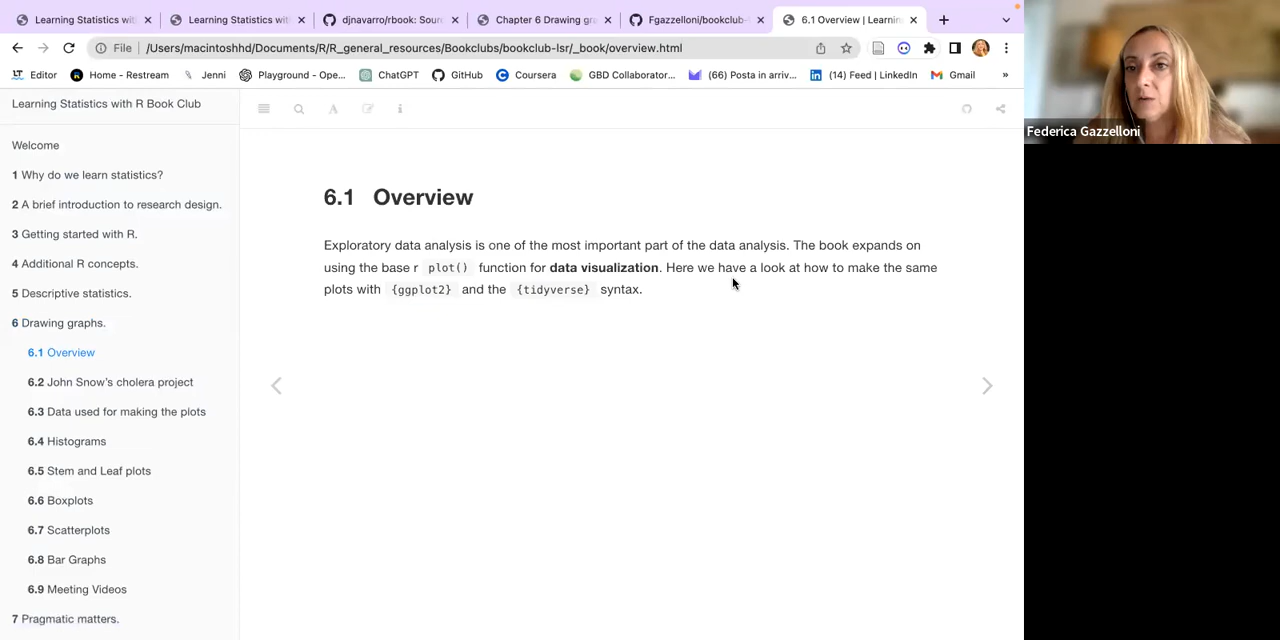 Learning Statistics wit
Learning Statistics wit
djnavarro/rbook: Sour
Chapter 6 Drawing gra
Fgazzelloni/bookclub-
6.1 Overview | Learnin
File
/Users/macintoshhd/Documents/R/R_general_resources/Bookclubs/bookclub-lsr/_book/overview.html
Editor
Home - Restream
Jenni
Playground - Ope...
ChatGPT
GitHub
Coursera
GBD Collaborator...
(66) Posta in arriv...
(14) Feed | LinkedIn
Gmail
»
Learning Statistics with R Book Club
Welcome
1 Why do we learn statistics?
2 A brief introduction to research design.
3 Getting started with R.
4 Additional R concepts.
5 Descriptive statistics.
6 Drawing graphs.
6.1 Overview
6.2 John Snow's cholera project
6.3 Data used for making the plots
6.4 Histograms
6.5 Stem and Leaf plots
6.6 Boxplots
6.7 Scatterplots
6.8 Bar Graphs
6.9 Meeting Videos
7 Pragmatic matters.
6.1 Overview
Exploratory data analysis is one of the most important part of the data analysis. The book expands on
using the base r plot() function for data visualization. Here we have a look at how to make the same
plots with {ggplot2} and the {tidyverse} syntax.
Federica Gazzelloni